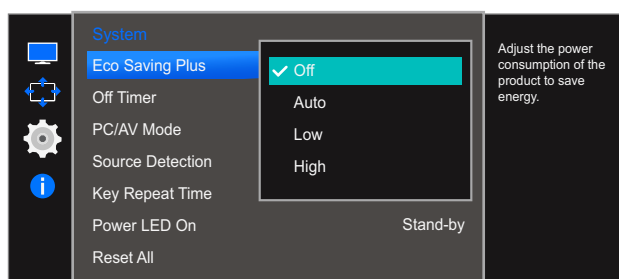 System
Eco Saving Plus
Off
Auto
Low
High
Off Timer
PC/AV Mode
Source Detection
Key Repeat Time
Power LED On
Stand-by
Reset All
Adjust the power
consumption of the
product to save
energy.